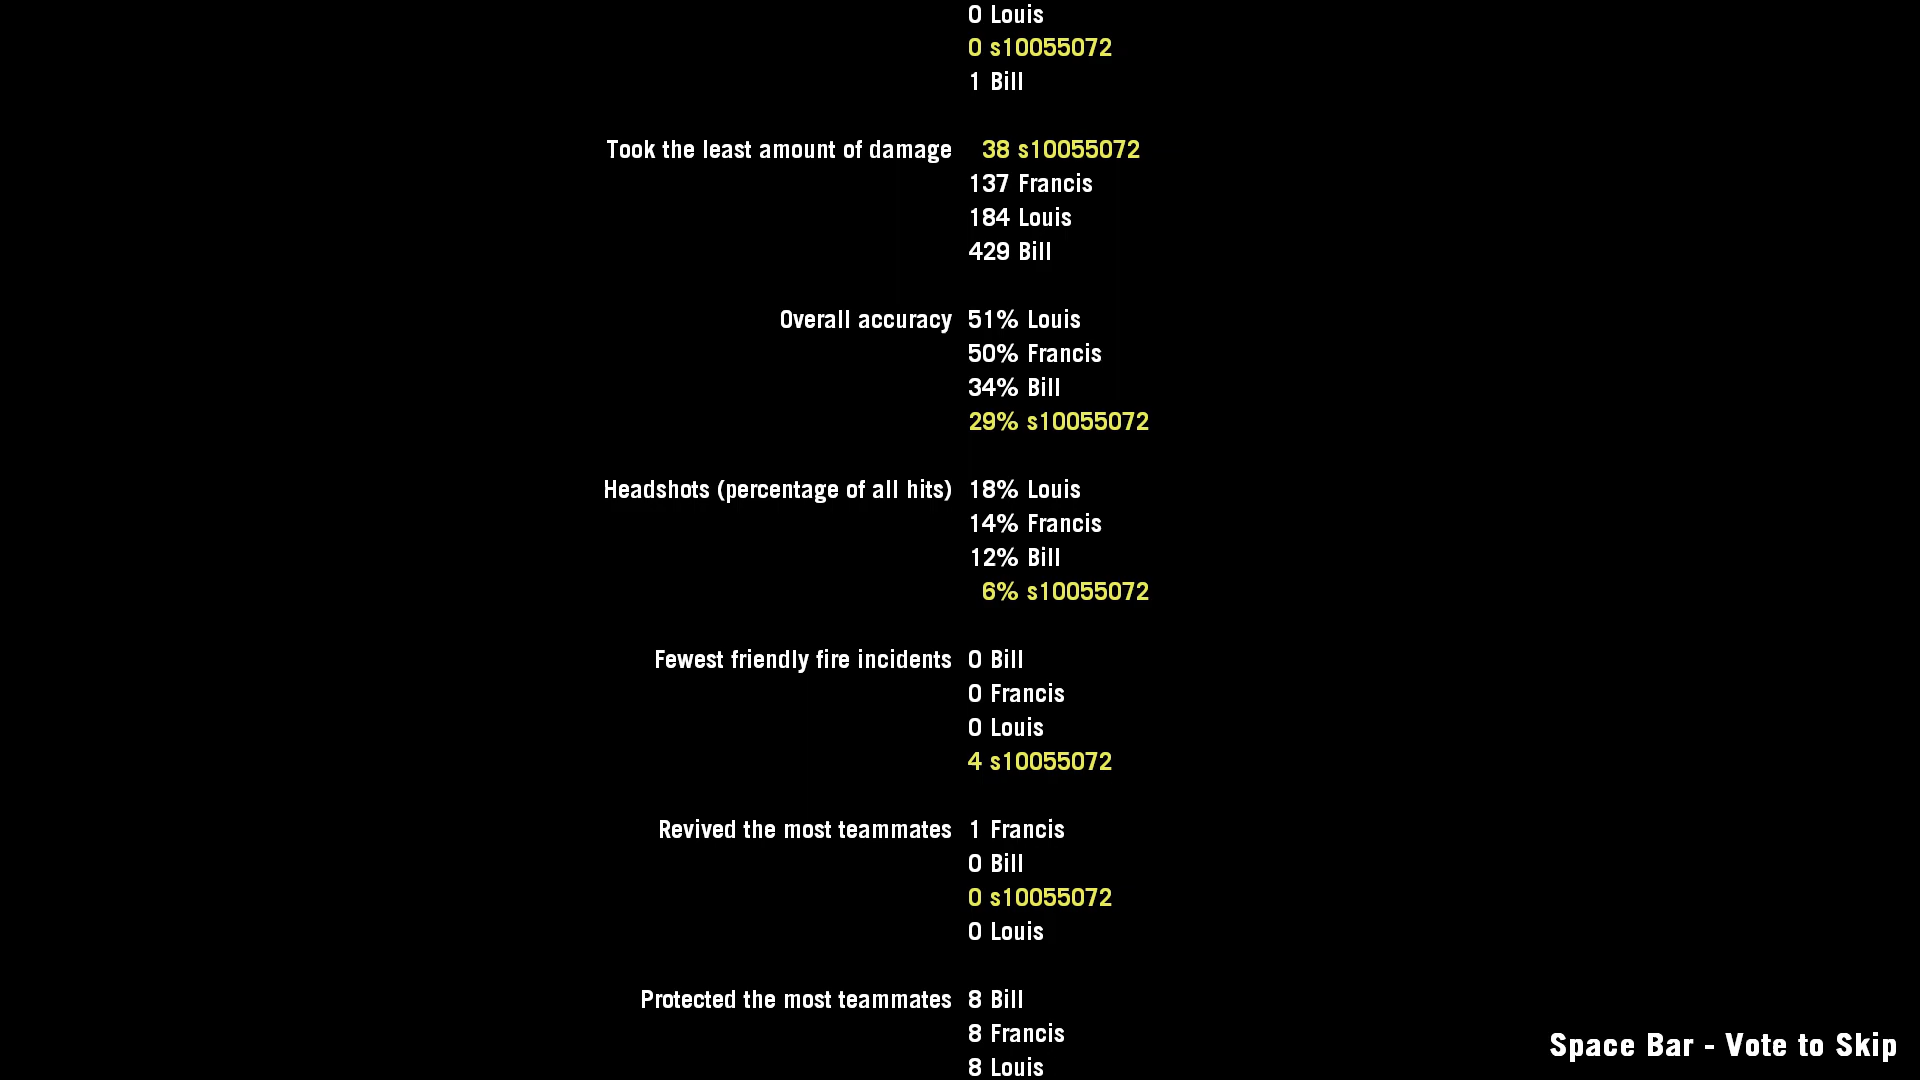 0 Louis
0 s10055072
1 Bill
Took the least amount of damage 38 s10055072
137 Francis
184 Louis
429 Bill
Overall accuracy 51% Louis
50% Francis
34% Bill
29% s10055072
Headshots (percentage of all hits) 18% Louis
14% Francis
12% Bill
6% s10055072
Fewest friendly fire incidents 0 Bill
0 Francis
0 Louis
4 s10055072
Revived the most teammates 1 Francis
0 Bill
0 s10055072
0 Louis
Protected the most teammates 8 Bill
8 Francis
8 Louis
Space Bar - Vote to Skip